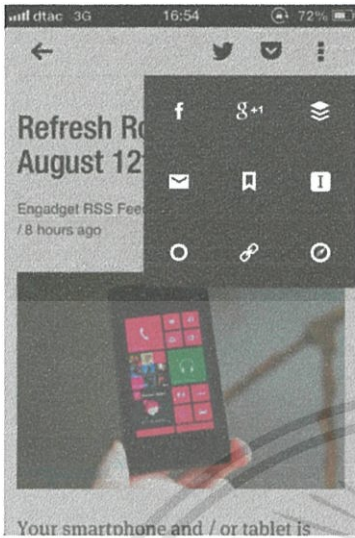 dtac 3G 16:54 72%
g+1
I
Refresh Ro
August 12
Engadget RSS Fee
/ 8 hours ago
Your smartphone and / or tablet is